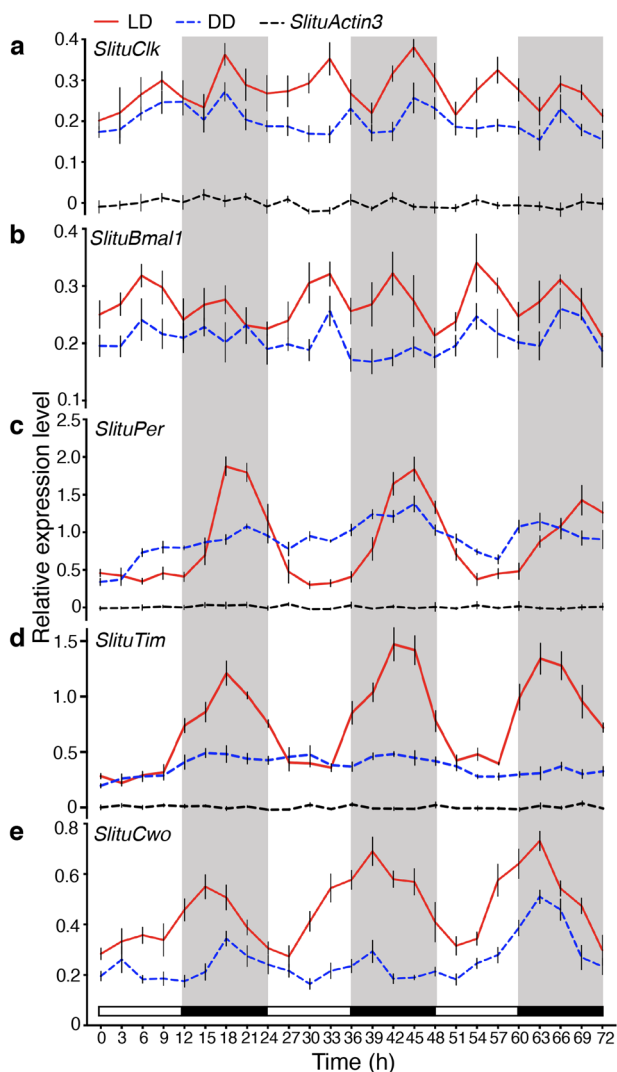 LD DD SlituActin3
a SlituClk
0.4
0.3
0.2
0.1
0
b SlituBmal1
0.4
0.3
0.2
0.1
c SlituPer
2.5
2.0
1.5
1.0
0.5
0
d SlituTim
1.5
1.0
0.5
0
e SlituCwo
0.8
0.6
0.4
0.2
0
Relative expression level
0 3 6 9 12 15 18 21 24 27 30 33 36 39 42 45 48 51 54 57 60 63 66 69 72
Time (h)